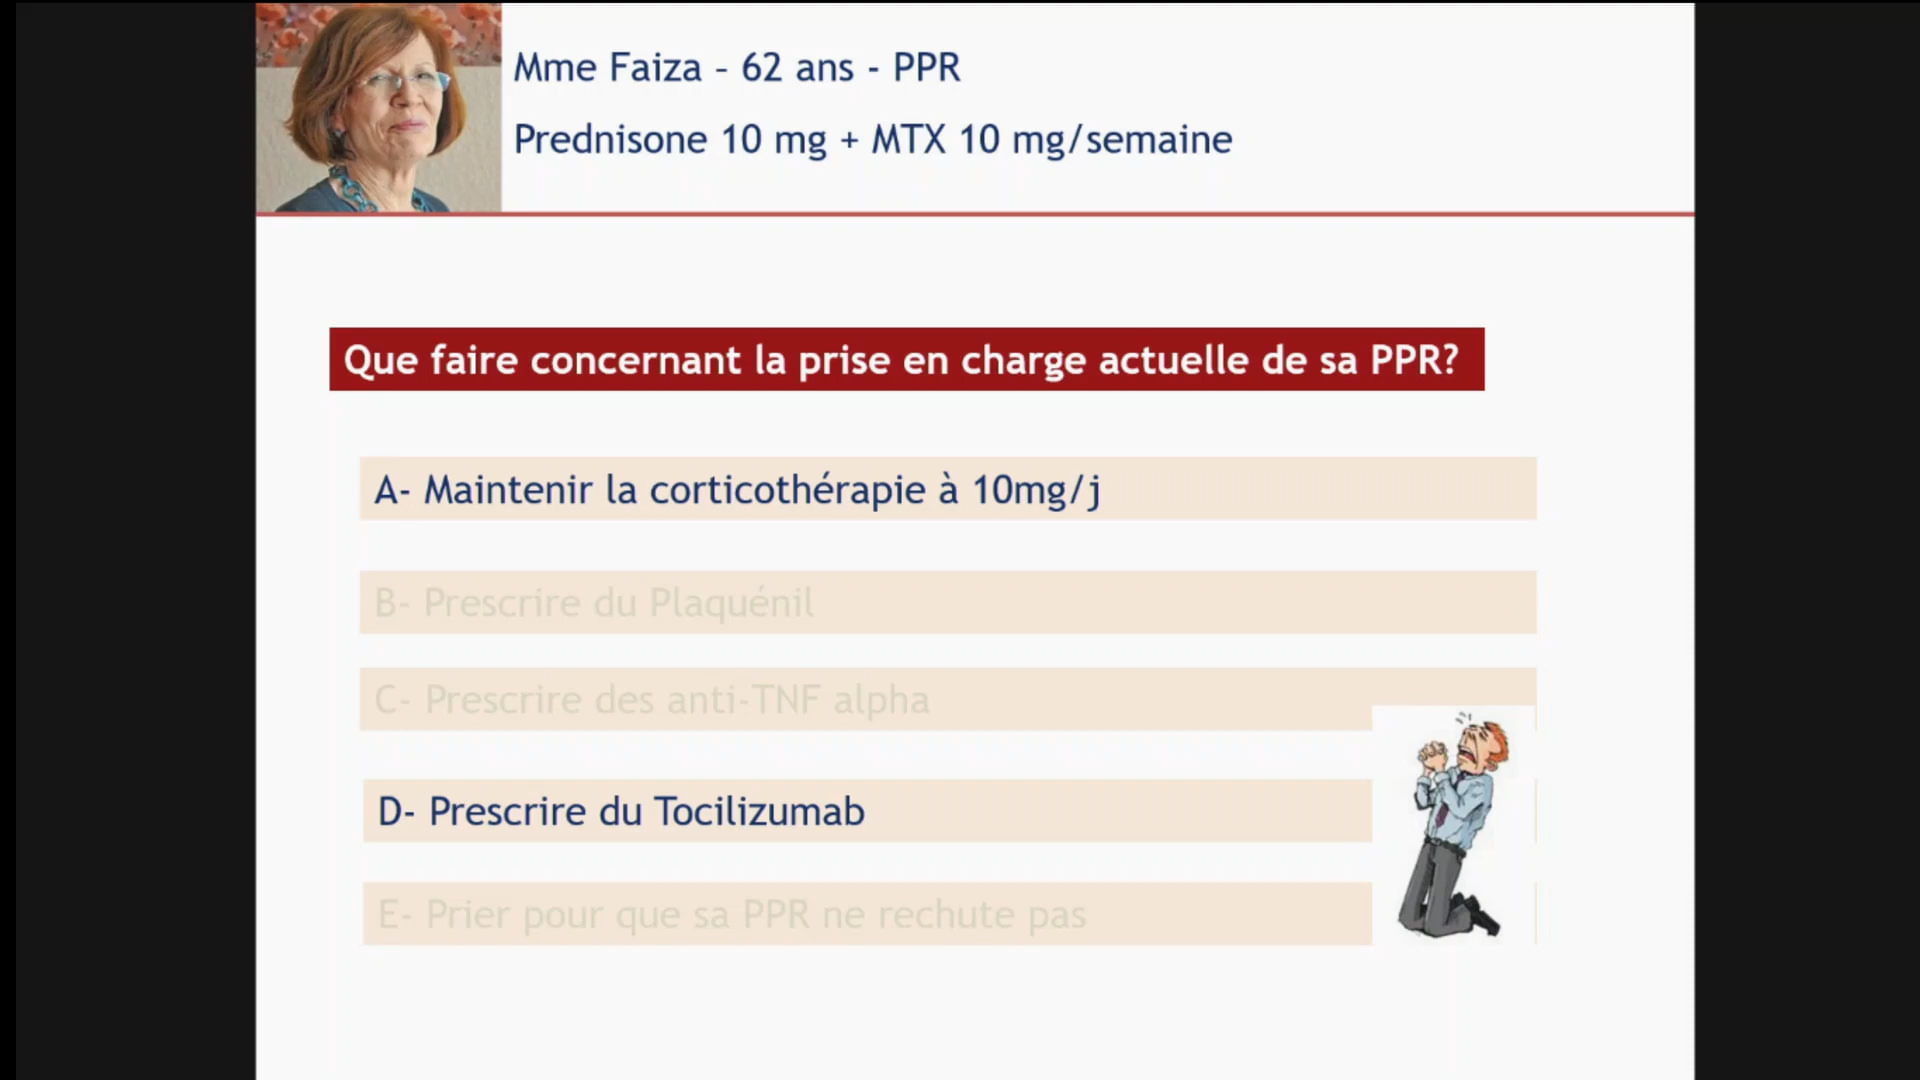 Mme Faiza – 62 ans - PPR
Prednisone 10 mg + MTX 10 mg/semaine
Que faire concernant la prise en charge actuelle de sa PPR?
A- Maintenir la corticothérapie à 10mg/j
B- Prescrire du Plaquénil
C- Prescrire des anti-TNF alpha
D- Prescrire du Tocilizumab
E- Prier pour que sa PPR ne rechute pas